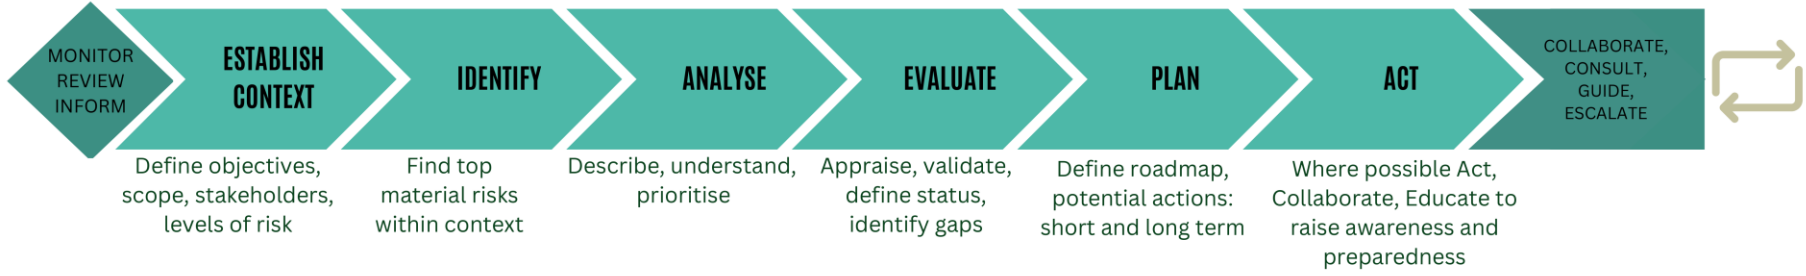 MONITOR
REVIEW
INFORM
ESTABLISH
CONTEXT
Define objectives,
scope, stakeholders,
levels of risk
IDENTIFY
Find top
material risks
within context
ANALYSE
Describe, understand,
prioritise
EVALUATE
Appraise, validate,
define status,
identify gaps
PLAN
Define roadmap,
potential actions:
short and long term
ACT
Where possible Act,
Collaborate, Educate to
raise awareness and
preparedness
COLLABORATE,
CONSULT,
GUIDE,
ESCALATE